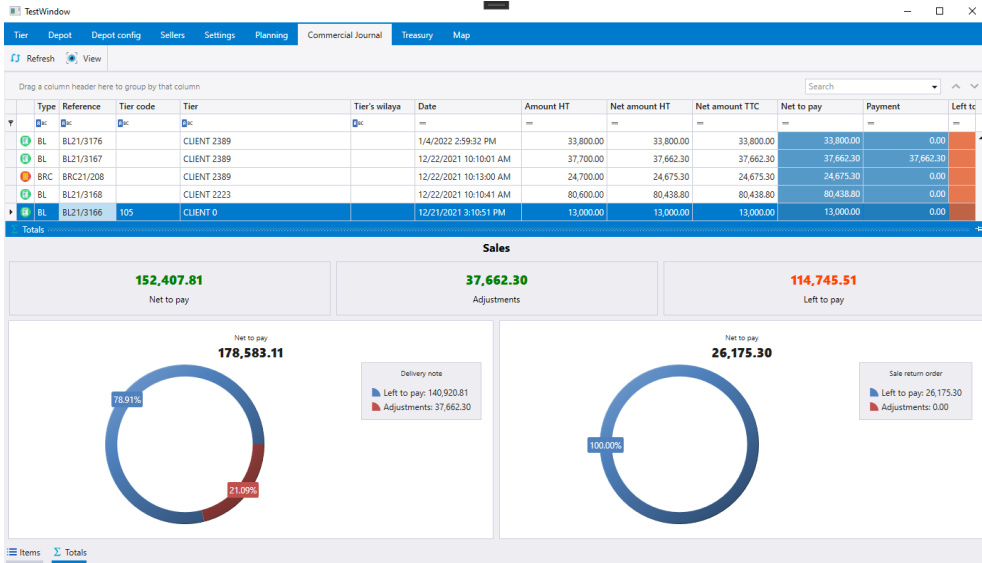 TestWindow
Tier Depot Depot config Sellers Settings Planning Commercial Journal Treasury Map
Refresh View
Drag a column header here to group by that column Search
Type Reference Tier code Tier Tier's wilaya Date Amount HT Net amount HT Net amount TTC Net to pay Payment Left to
BL BL21/3176 CLIENT 2389 1/4/2022 2:59:32 PM 33,800.00 33,800.00 33,800.00 33,800.00 0.00
BL BL21/3167 CLIENT 2389 12/22/2021 10:10:01 AM 37,700.00 37,662.30 37,662.30 37,662.30 37,662.30
BRC BRC21/208 CLIENT 2389 12/22/2021 10:13:00 AM 24,700.00 24,675.30 24,675.30 24,675.30 0.00
BL BL21/3168 CLIENT 2223 12/22/2021 10:10:41 AM 80,600.00 80,438.80 80,438.80 80,438.80 0.00
BL BL21/3166 105 CLIENT 0 12/21/2021 3:10:51 PM 13,000.00 13,000.00 13,000.00 13,000.00 0.00
Σ Totals
Sales
152,407.81 37,662.30 114,745.51
Net to pay Adjustments Left to pay
Net to pay
178,583.11
Delivery note
Left to pay: 140,920.81
Adjustments: 37,662.30
78.91%
21.09%
Net to pay
26,175.30
Sale return order
Left to pay: 26,175.30
Adjustments: 0.00
100.00%
Items Σ Totals